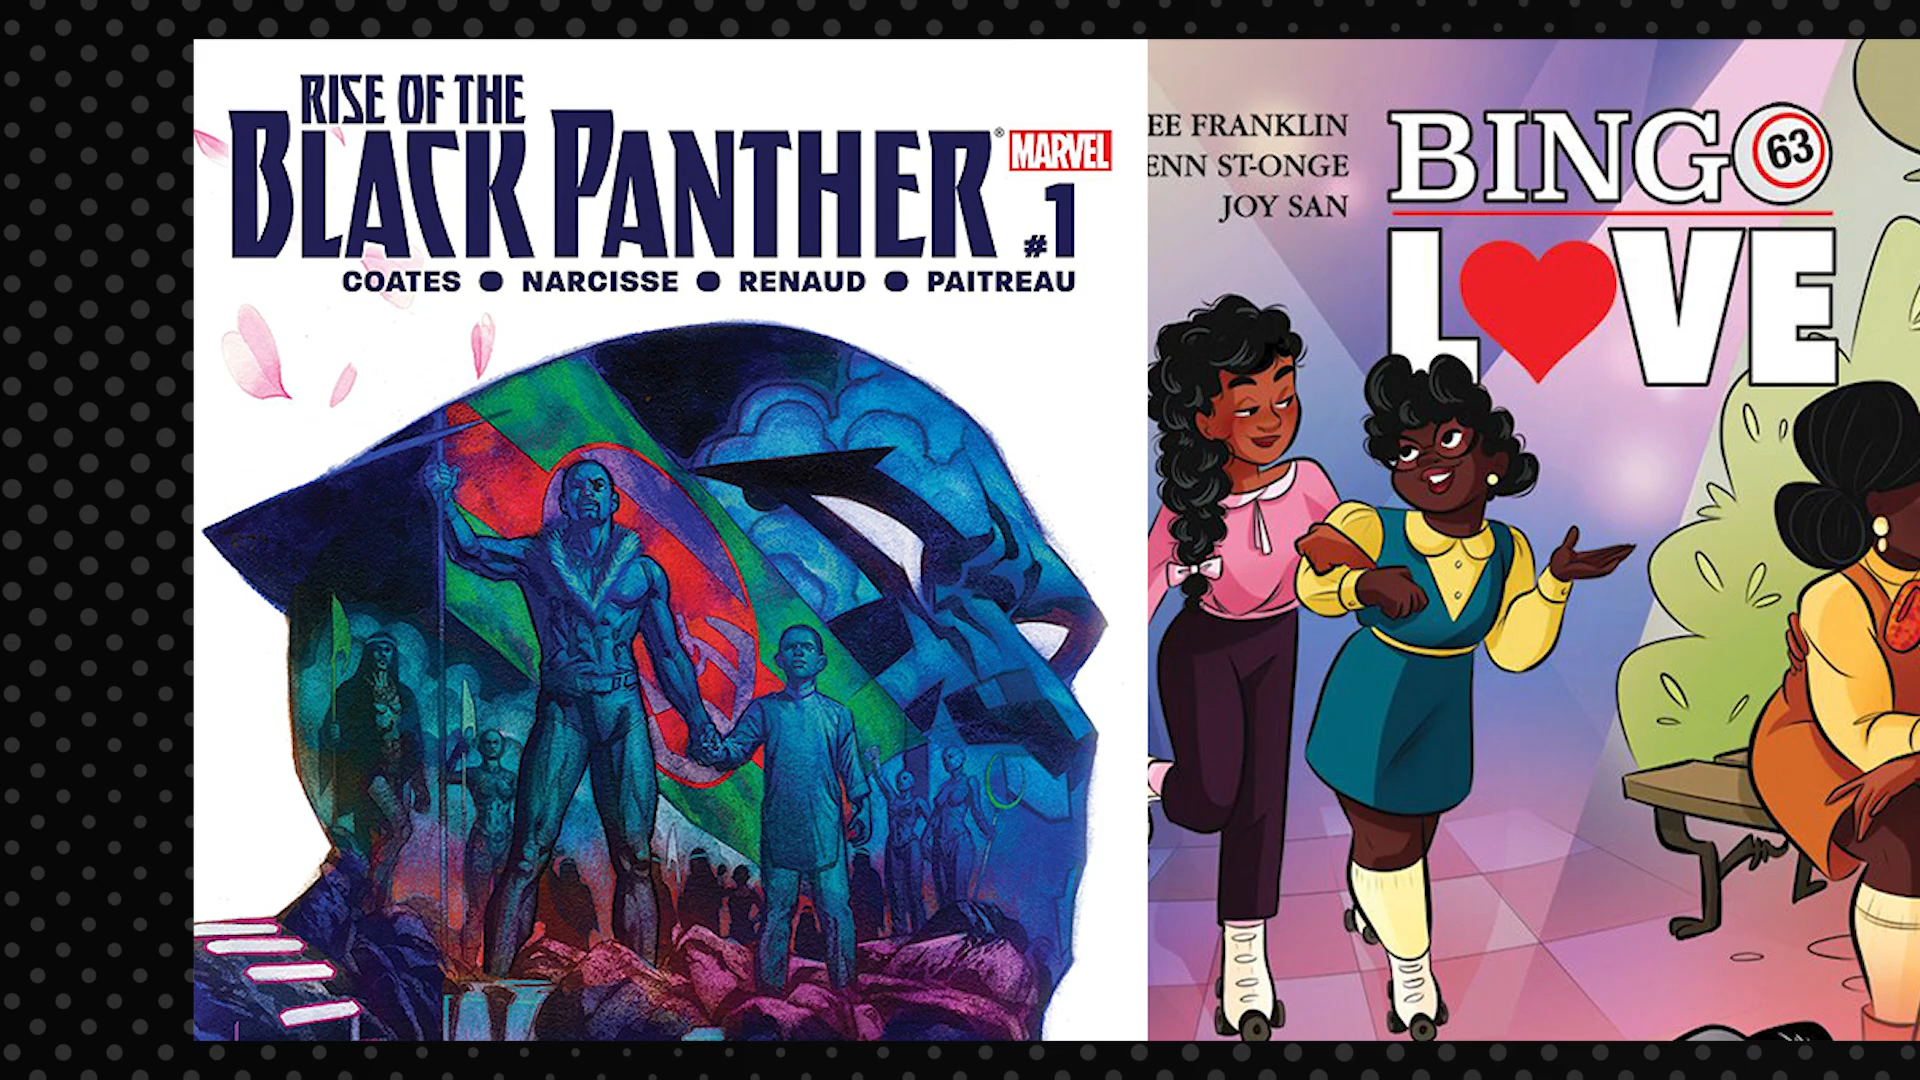 RISE OF THE
BLACK PANTHER®
MARVEL
#1
COATES • NARCISSE • RENAUD • PAITREAU
EE FRANKLIN
ENN ST-ONGE
JOY SAN
BINGO
63
LOVE